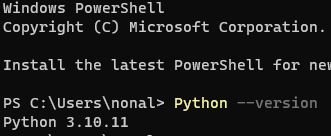 Windows PowerShell
Copyright (C) Microsoft Corporation.
Install the latest PowerShell for new
PS C:\Users\nonal> Python --version
Python 3.10.11